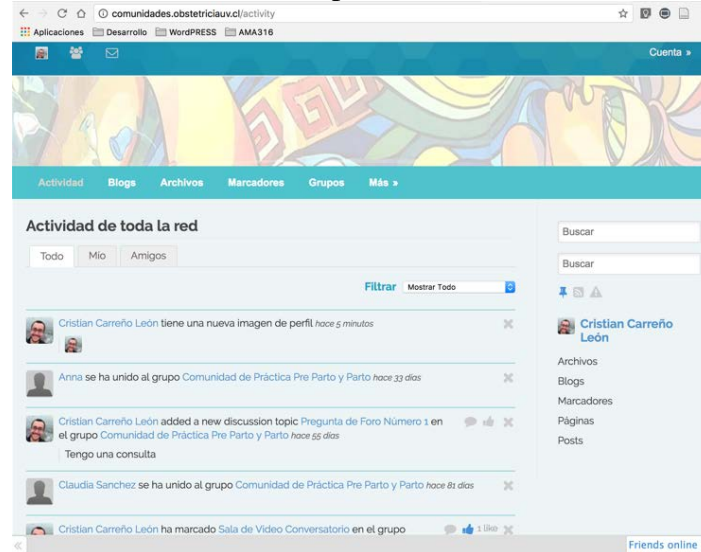 comunidades.obstetriciauv.cl/activity
Aplicaciones Desarrollo WordPRESS AMA316
Cuenta »
Actividad Blogs Archivos Marcadores Grupos Más »
Actividad de toda la red
Todo Mio Amigos
Filtrar Mostrar Todo
Cristian Carreño León tiene una nueva imagen de perfil hace 5 minutos
Anna se ha unido al grupo Comunidad de Práctica Pre Parto y Parto hace 33 días
Cristian Carreño León added a new discussion topic Pregunta de Foro Número 1 en
el grupo Comunidad de Práctica Pre Parto y Parto hace 55 días
Tengo una consulta
Claudia Sanchez se ha unido al grupo Comunidad de Práctica Pre Parto y Parto hace 81 días
Cristian Carreño León ha marcado Sala de Video Conversatorio en el grupo
1 like
Buscar
Buscar
Cristian Carreño
León
Archivos
Blogs
Marcadores
Páginas
Posts
Friends online